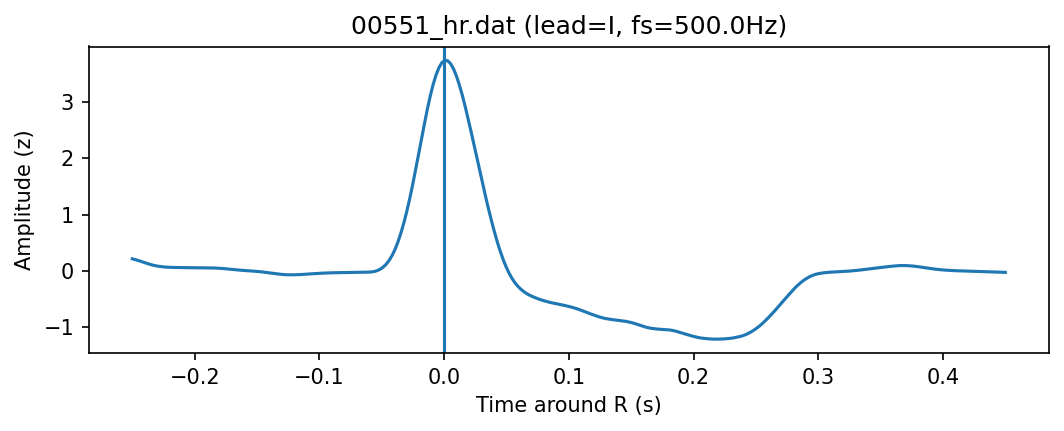 00551_hr.dat (lead=I, fs=500.0Hz)
Amplitude (z)
3
2
1
0
−1
−0.2 −0.1 0.0 0.1 0.2 0.3 0.4
Time around R (s)